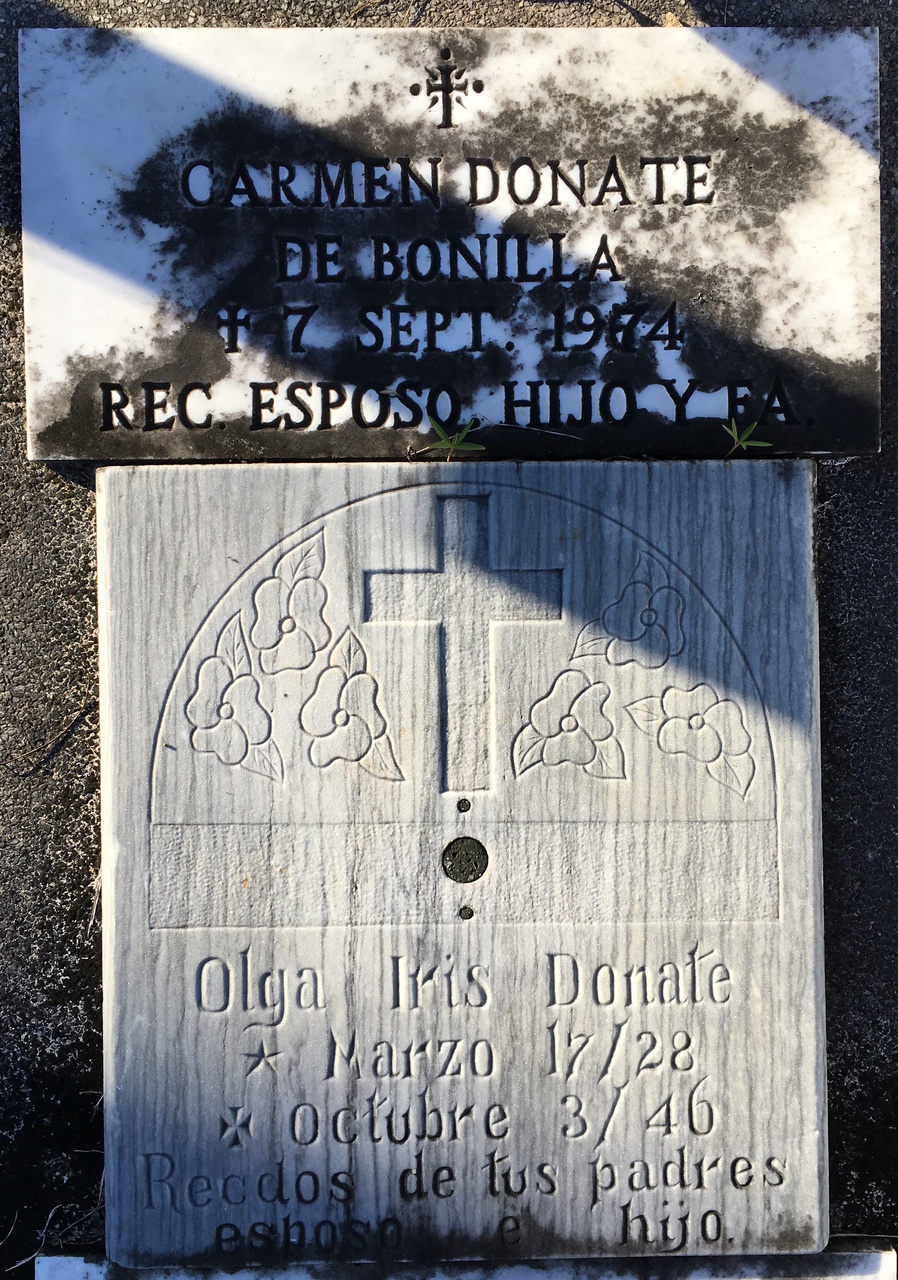 CARMEN DONATE
DE BONILLA
† 7 SEPT. 1974
REC. ESPOSO, HIJO Y FA.
Olga Iris Donate
★ Marzo 17/28
✠ octubre 3/46
Recdos de tus padres
esposo e hijo.